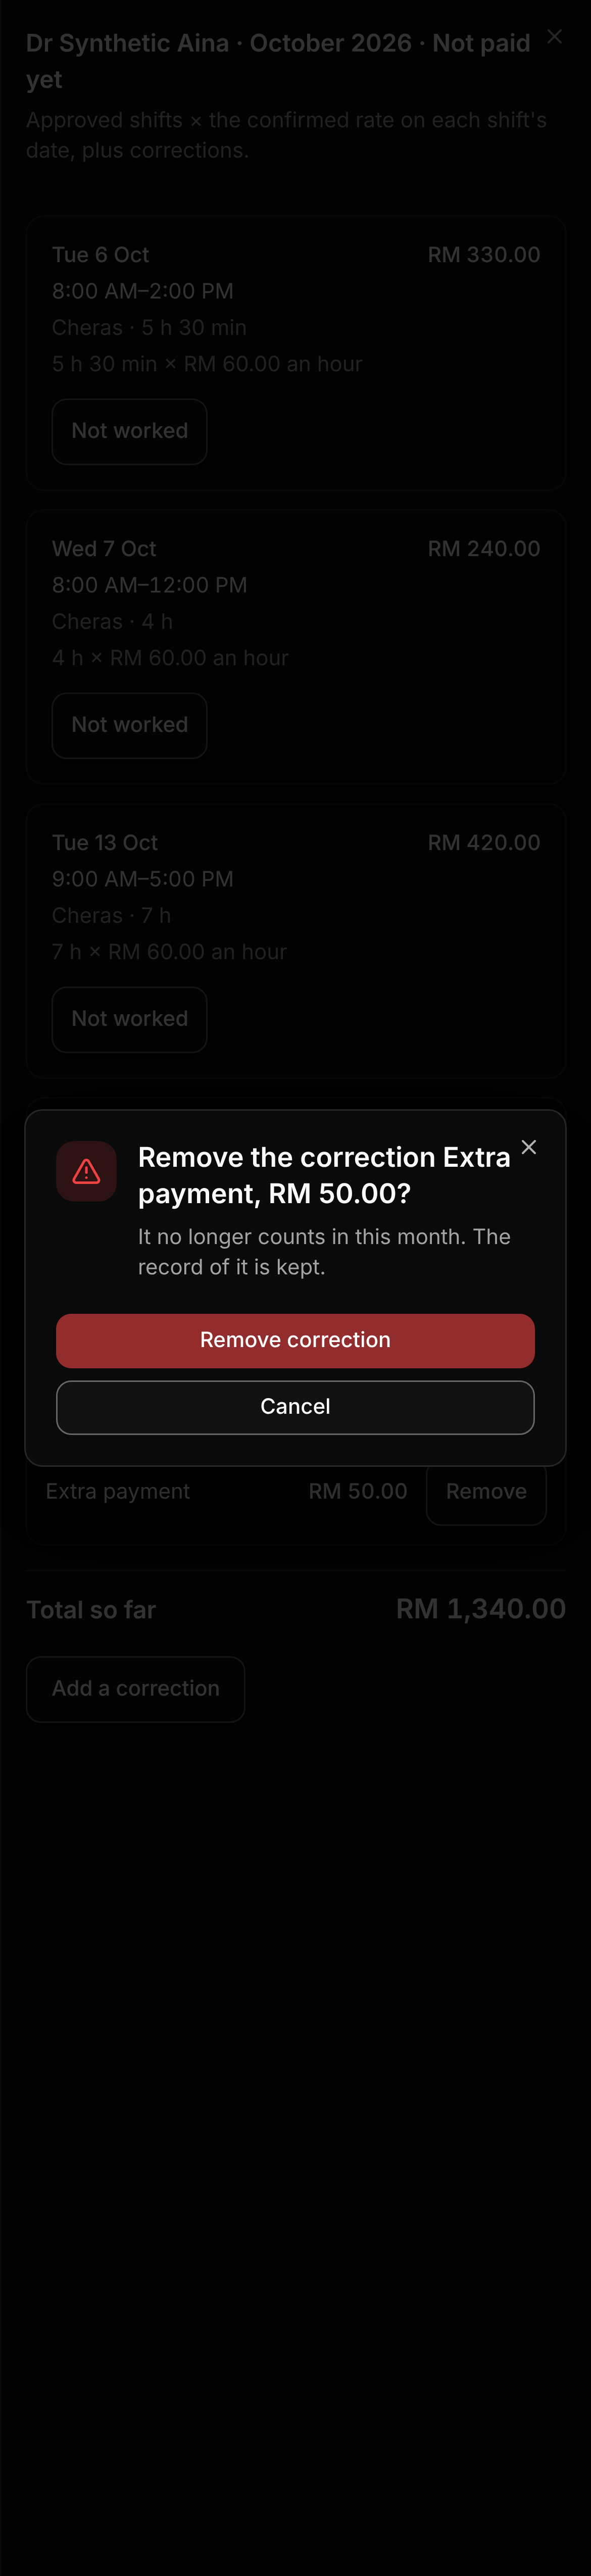 Dr Synthetic Aina · October 2026 · Not paid
yet
Approved shifts × the confirmed rate on each shift's
date, plus corrections.
Tue 6 Oct RM 330.00
8:00 AM–2:00 PM
Cheras · 5 h 30 min
5 h 30 min × RM 60.00 an hour
Not worked
Wed 7 Oct RM 240.00
8:00 AM–12:00 PM
Cheras · 4 h
4 h × RM 60.00 an hour
Not worked
Tue 13 Oct RM 420.00
9:00 AM–5:00 PM
Cheras · 7 h
7 h × RM 60.00 an hour
Not worked
Remove the correction Extra
payment, RM 50.00?
It no longer counts in this month. The
record of it is kept.
Remove correction
Cancel
Extra payment RM 50.00 Remove
Total so far RM 1,340.00
Add a correction